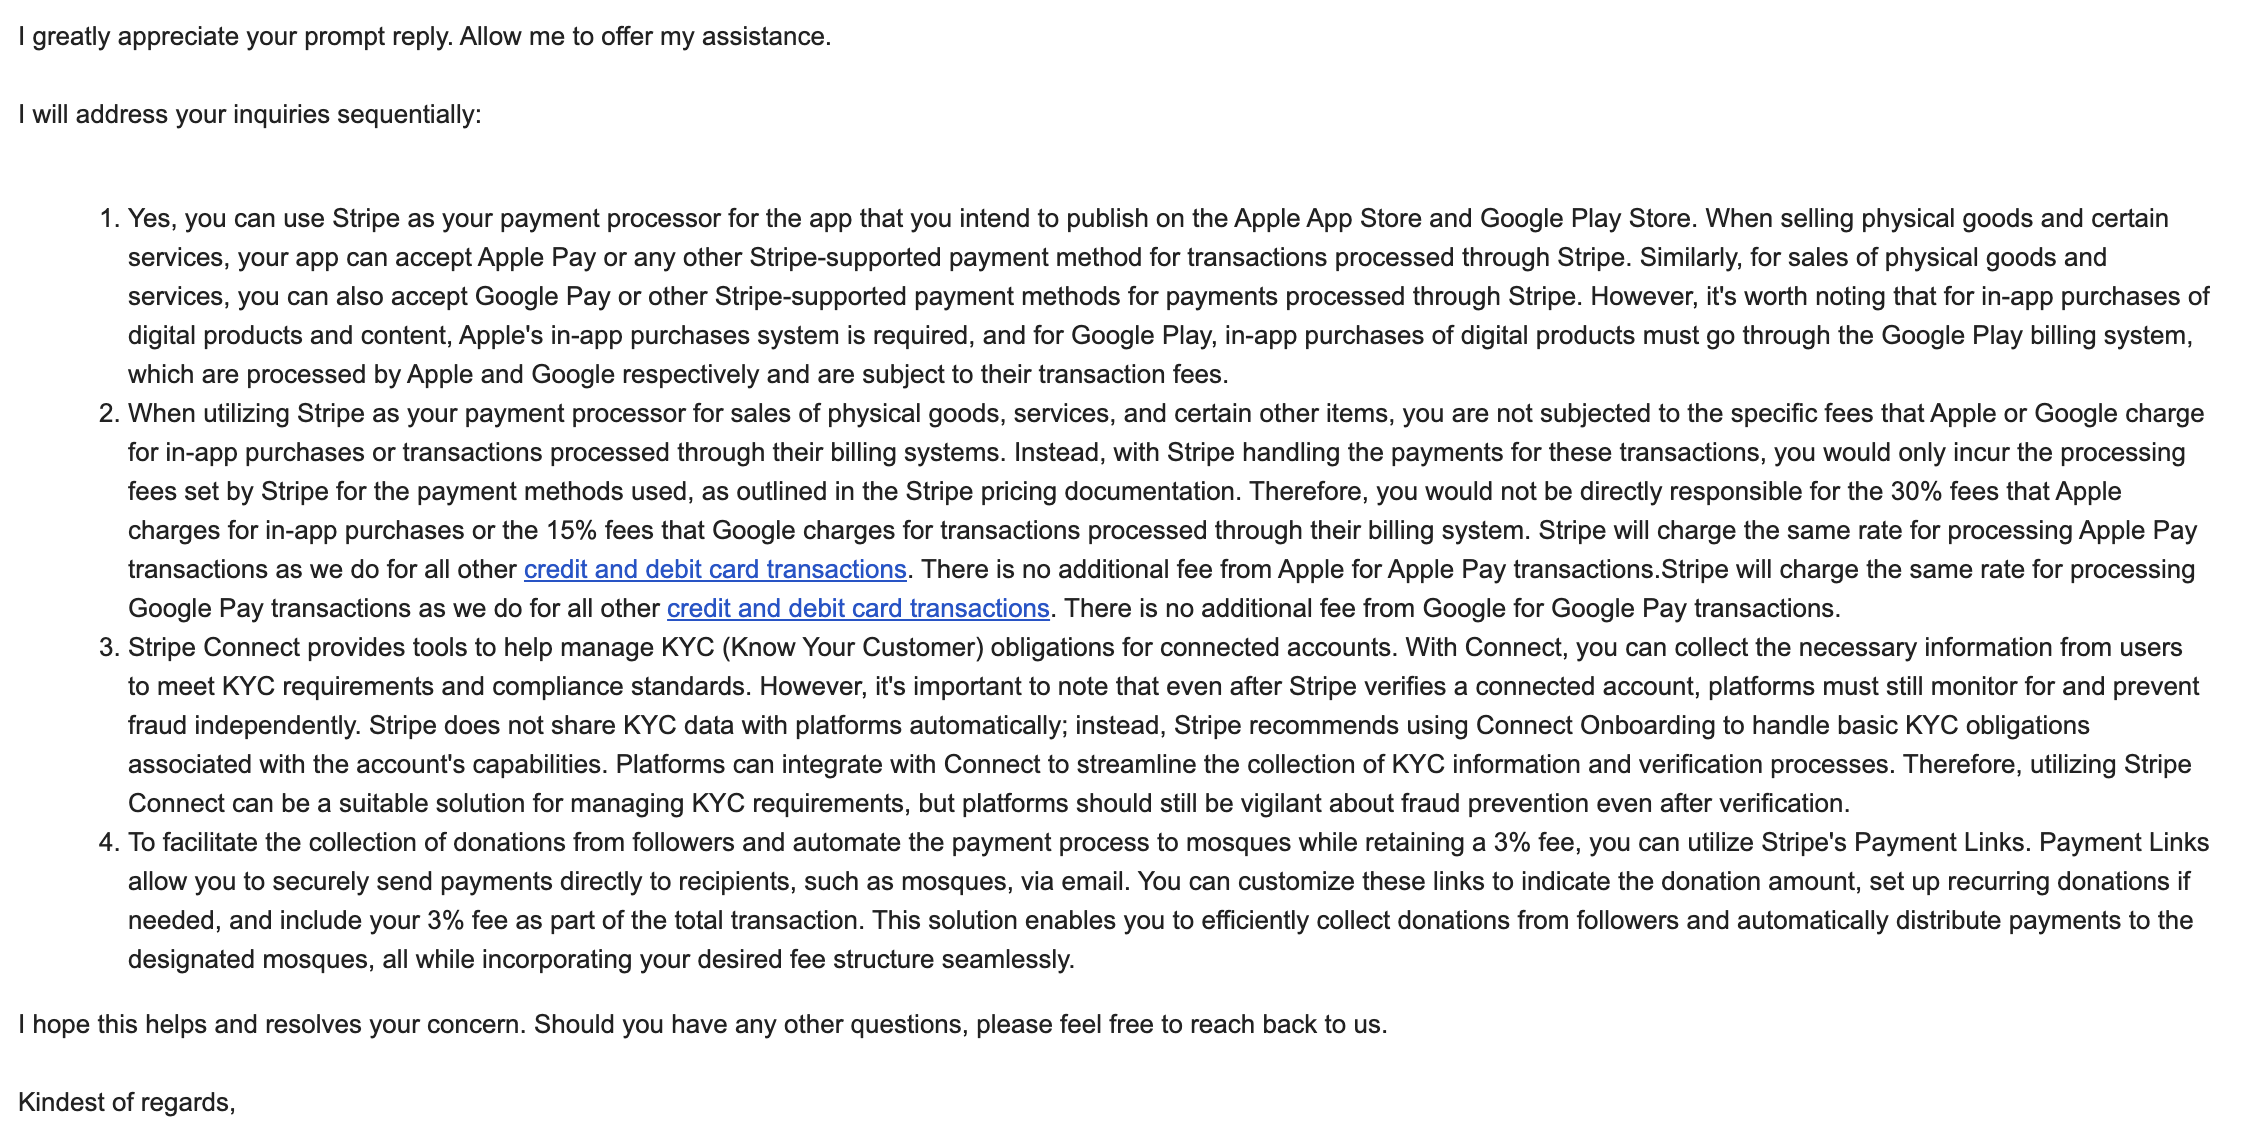 I greatly appreciate your prompt reply. Allow me to offer my assistance.
I will address your inquiries sequentially:
1. Yes, you can use Stripe as your payment processor for the app that you intend to publish on the Apple App Store and Google Play Store. When selling physical goods and certain
services, your app can accept Apple Pay or any other Stripe-supported payment method for transactions processed through Stripe. Similarly, for sales of physical goods and
services, you can also accept Google Pay or other Stripe-supported payment methods for payments processed through Stripe. However, it's worth noting that for in-app purchases of
digital products and content, Apple's in-app purchases system is required, and for Google Play, in-app purchases of digital products must go through the Google Play billing system,
which are processed by Apple and Google respectively and are subject to their transaction fees.
2. When utilizing Stripe as your payment processor for sales of physical goods, services, and certain other items, you are not subjected to the specific fees that Apple or Google charge
for in-app purchases or transactions processed through their billing systems. Instead, with Stripe handling the payments for these transactions, you would only incur the processing
fees set by Stripe for the payment methods used, as outlined in the Stripe pricing documentation. Therefore, you would not be directly responsible for the 30% fees that Apple
charges for in-app purchases or the 15% fees that Google charges for transactions processed through their billing system. Stripe will charge the same rate for processing Apple Pay
transactions as we do for all other credit and debit card transactions. There is no additional fee from Apple for Apple Pay transactions.Stripe will charge the same rate for processing
Google Pay transactions as we do for all other credit and debit card transactions. There is no additional fee from Google for Google Pay transactions.
3. Stripe Connect provides tools to help manage KYC (Know Your Customer) obligations for connected accounts. With Connect, you can collect the necessary information from users
to meet KYC requirements and compliance standards. However, it's important to note that even after Stripe verifies a connected account, platforms must still monitor for and prevent
fraud independently. Stripe does not share KYC data with platforms automatically; instead, Stripe recommends using Connect Onboarding to handle basic KYC obligations
associated with the account's capabilities. Platforms can integrate with Connect to streamline the collection of KYC information and verification processes. Therefore, utilizing Stripe
Connect can be a suitable solution for managing KYC requirements, but platforms should still be vigilant about fraud prevention even after verification.
4. To facilitate the collection of donations from followers and automate the payment process to mosques while retaining a 3% fee, you can utilize Stripe's Payment Links. Payment Links
allow you to securely send payments directly to recipients, such as mosques, via email. You can customize these links to indicate the donation amount, set up recurring donations if
needed, and include your 3% fee as part of the total transaction. This solution enables you to efficiently collect donations from followers and automatically distribute payments to the
designated mosques, all while incorporating your desired fee structure seamlessly.
I hope this helps and resolves your concern. Should you have any other questions, please feel free to reach back to us.
Kindest of regards,